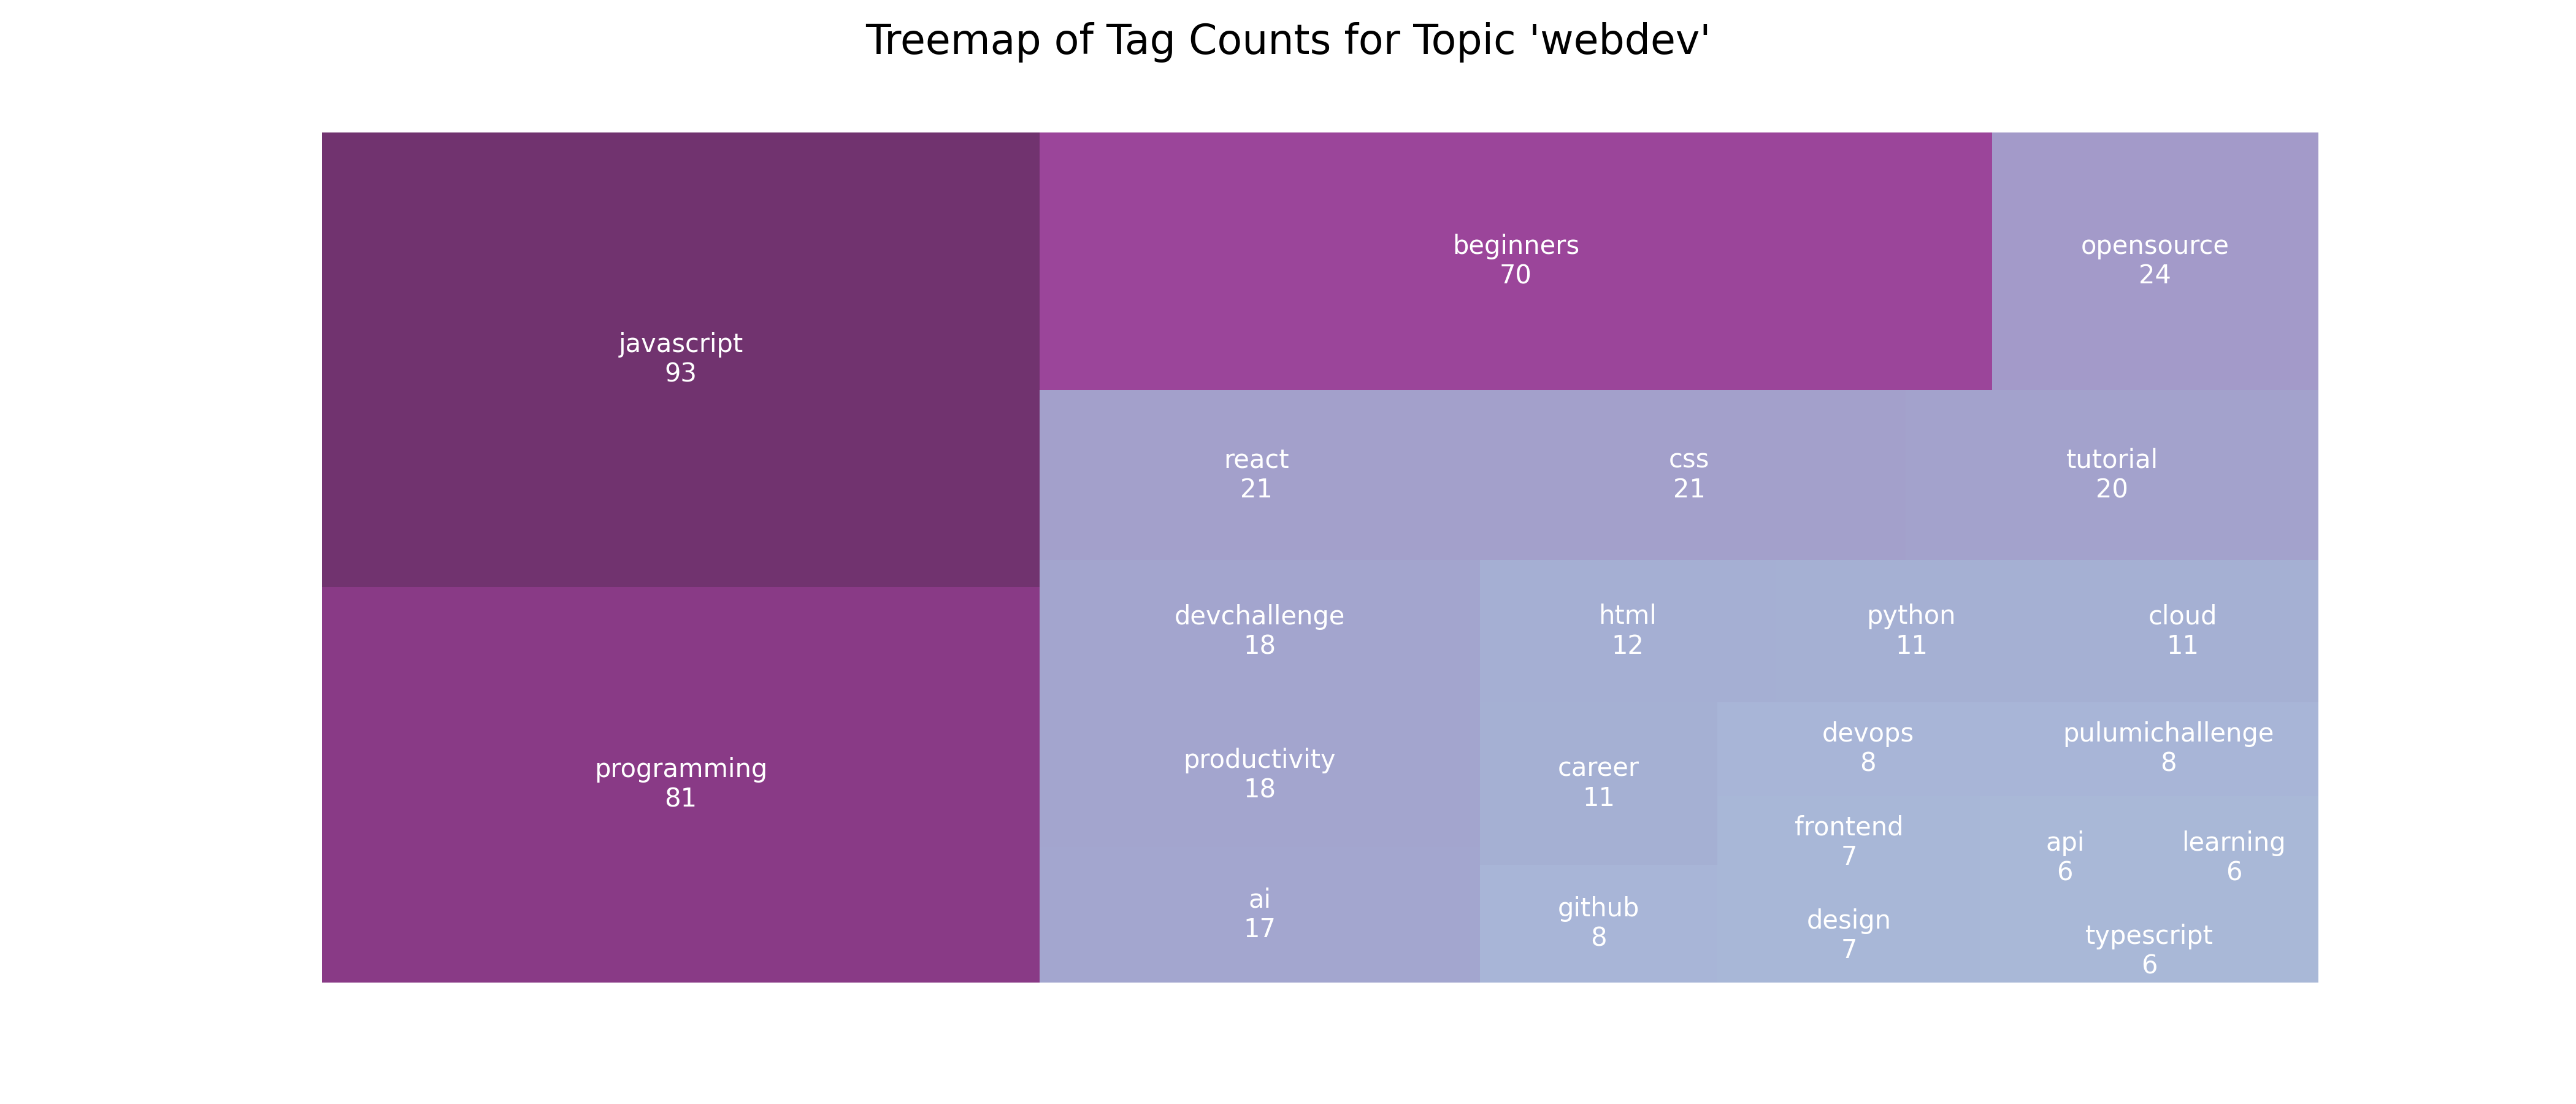 Treemap of Tag Counts for Topic 'webdev'
javascript
93
programming
81
beginners
70
opensource
24
react
21
css
21
tutorial
20
devchallenge
18
productivity
18
ai
17
html
12
python
11
cloud
11
career
11
github
8
devops
8
pulumichallenge
8
frontend
7
design
7
api
6
learning
6
typescript
6